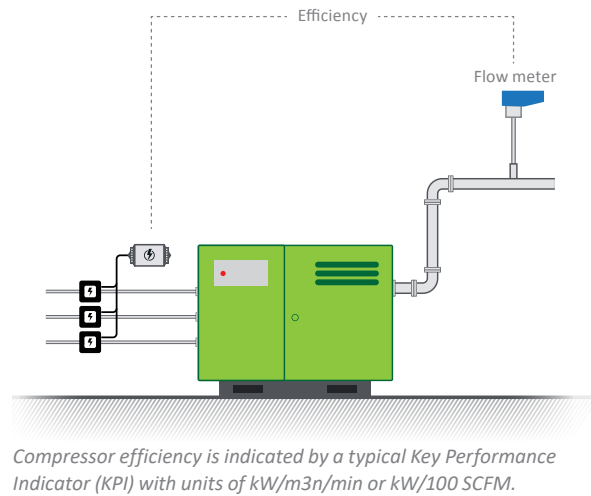 Efficiency
Flow meter
Compressor efficiency is indicated by a typical Key Performance
Indicator (KPI) with units of kW/m3n/min or kW/100 SCFM.